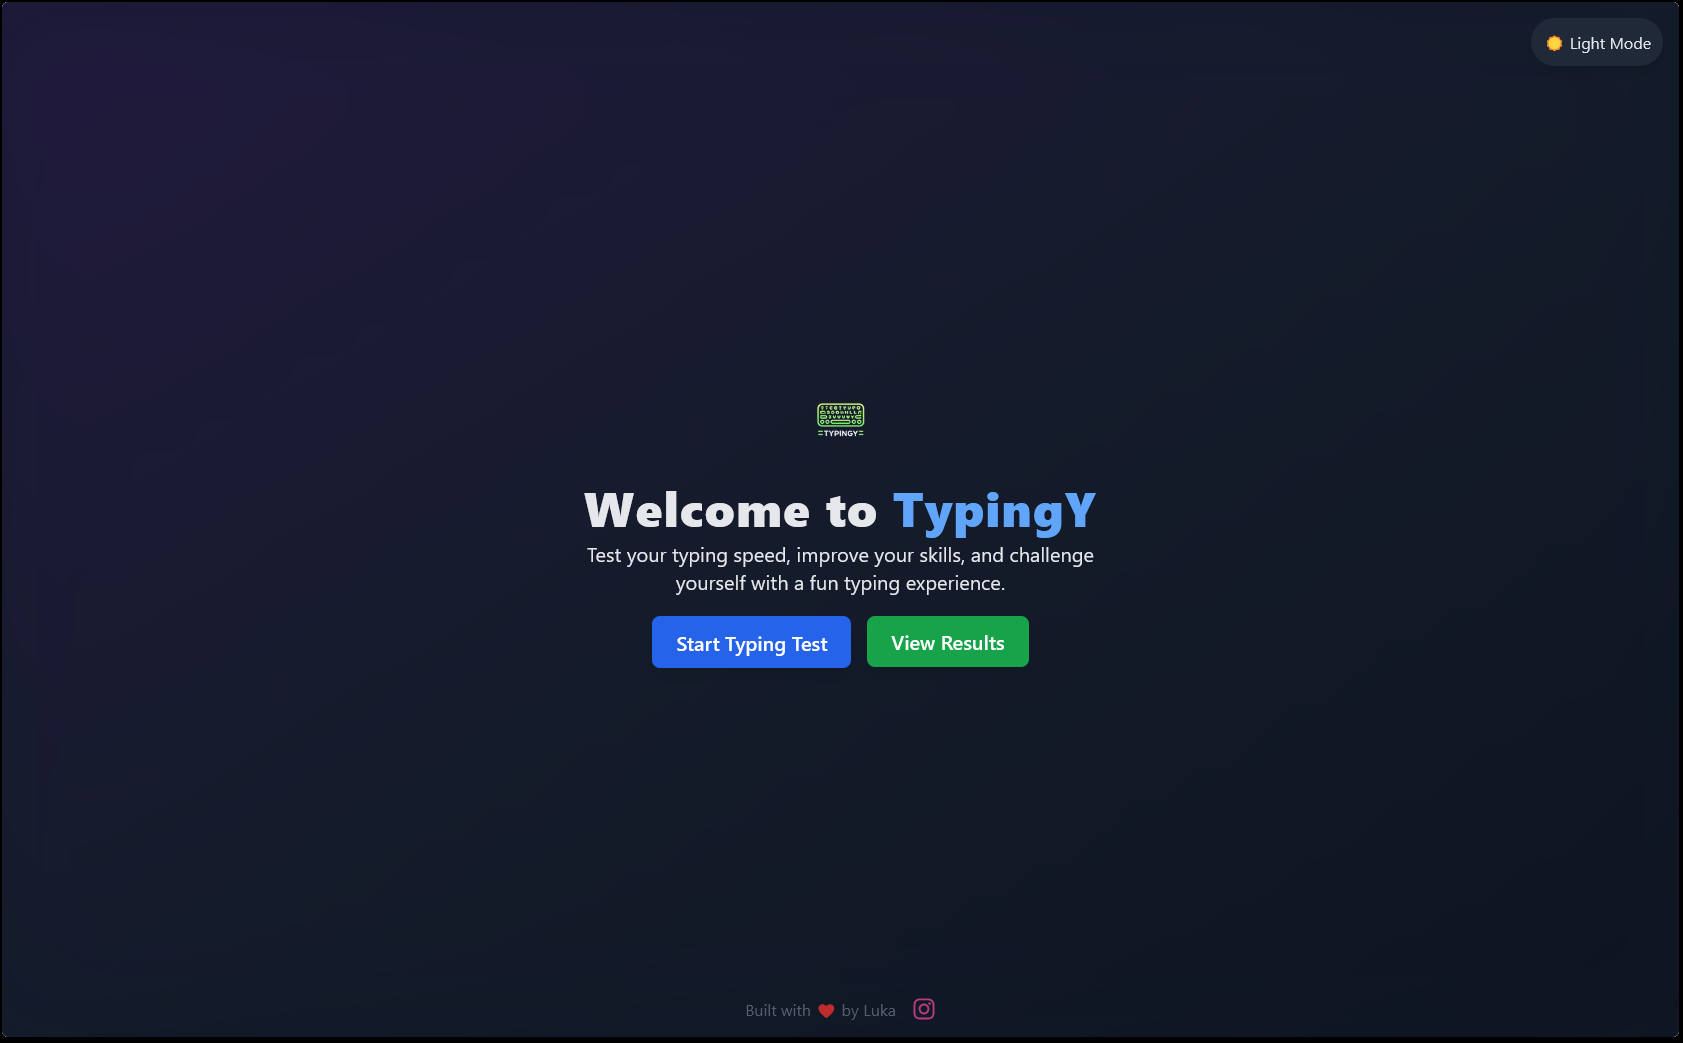 Light Mode
TYPINGY
Welcome to TypingY
Test your typing speed, improve your skills, and challenge
yourself with a fun typing experience.
Start Typing Test
View Results
Built with ❤ by Luka